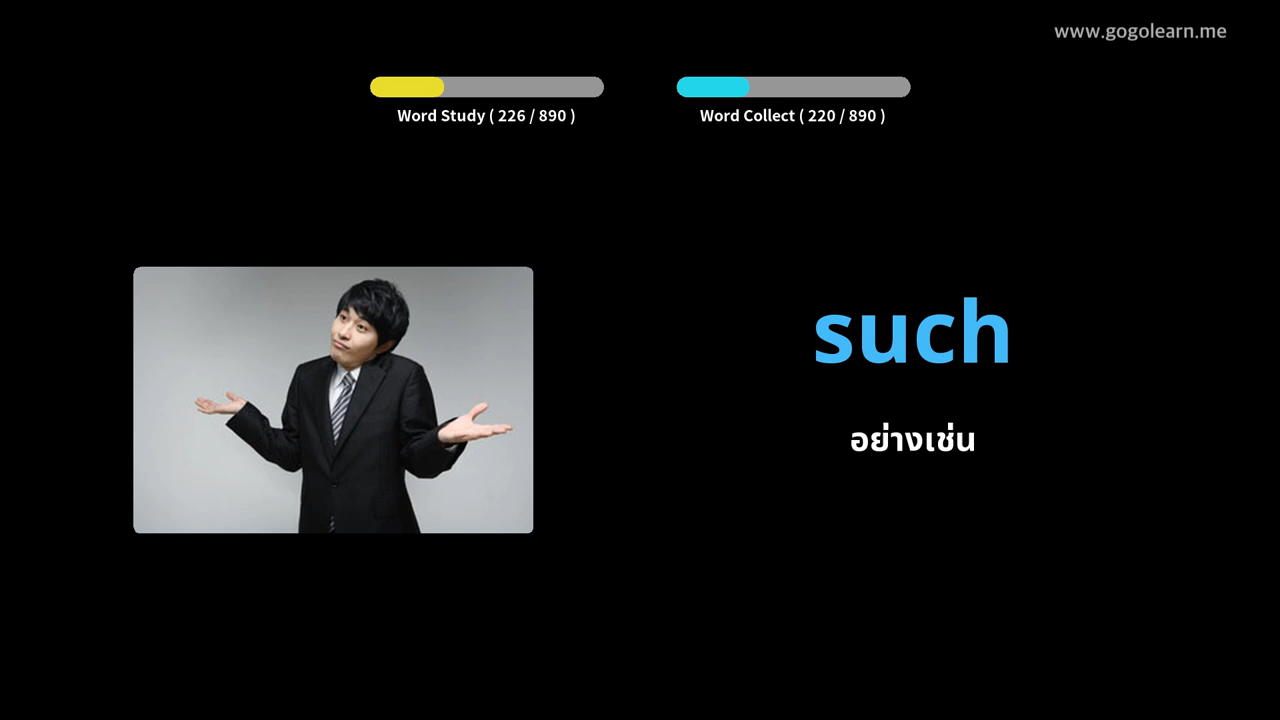 www.gogolearn.me
Word Study ( 226 / 890 )
Word Collect ( 220 / 890 )
such
อย่างเช่น